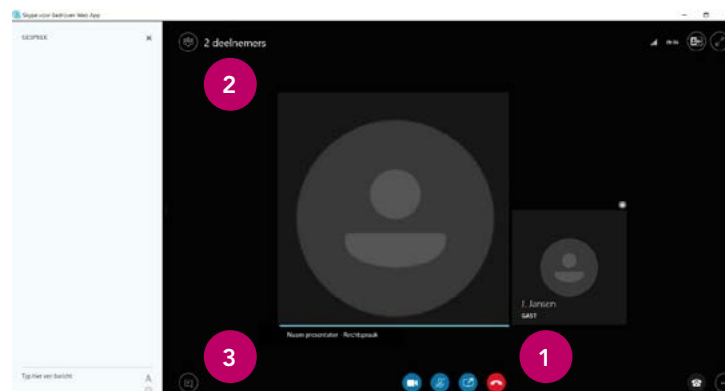 Skype voor Bedrijven Web App
GESPREK
2 deelnemers
2
J. Jansen
GAST
Naam presentator - Rechtspraak
3
1
Typ hier een bericht
A